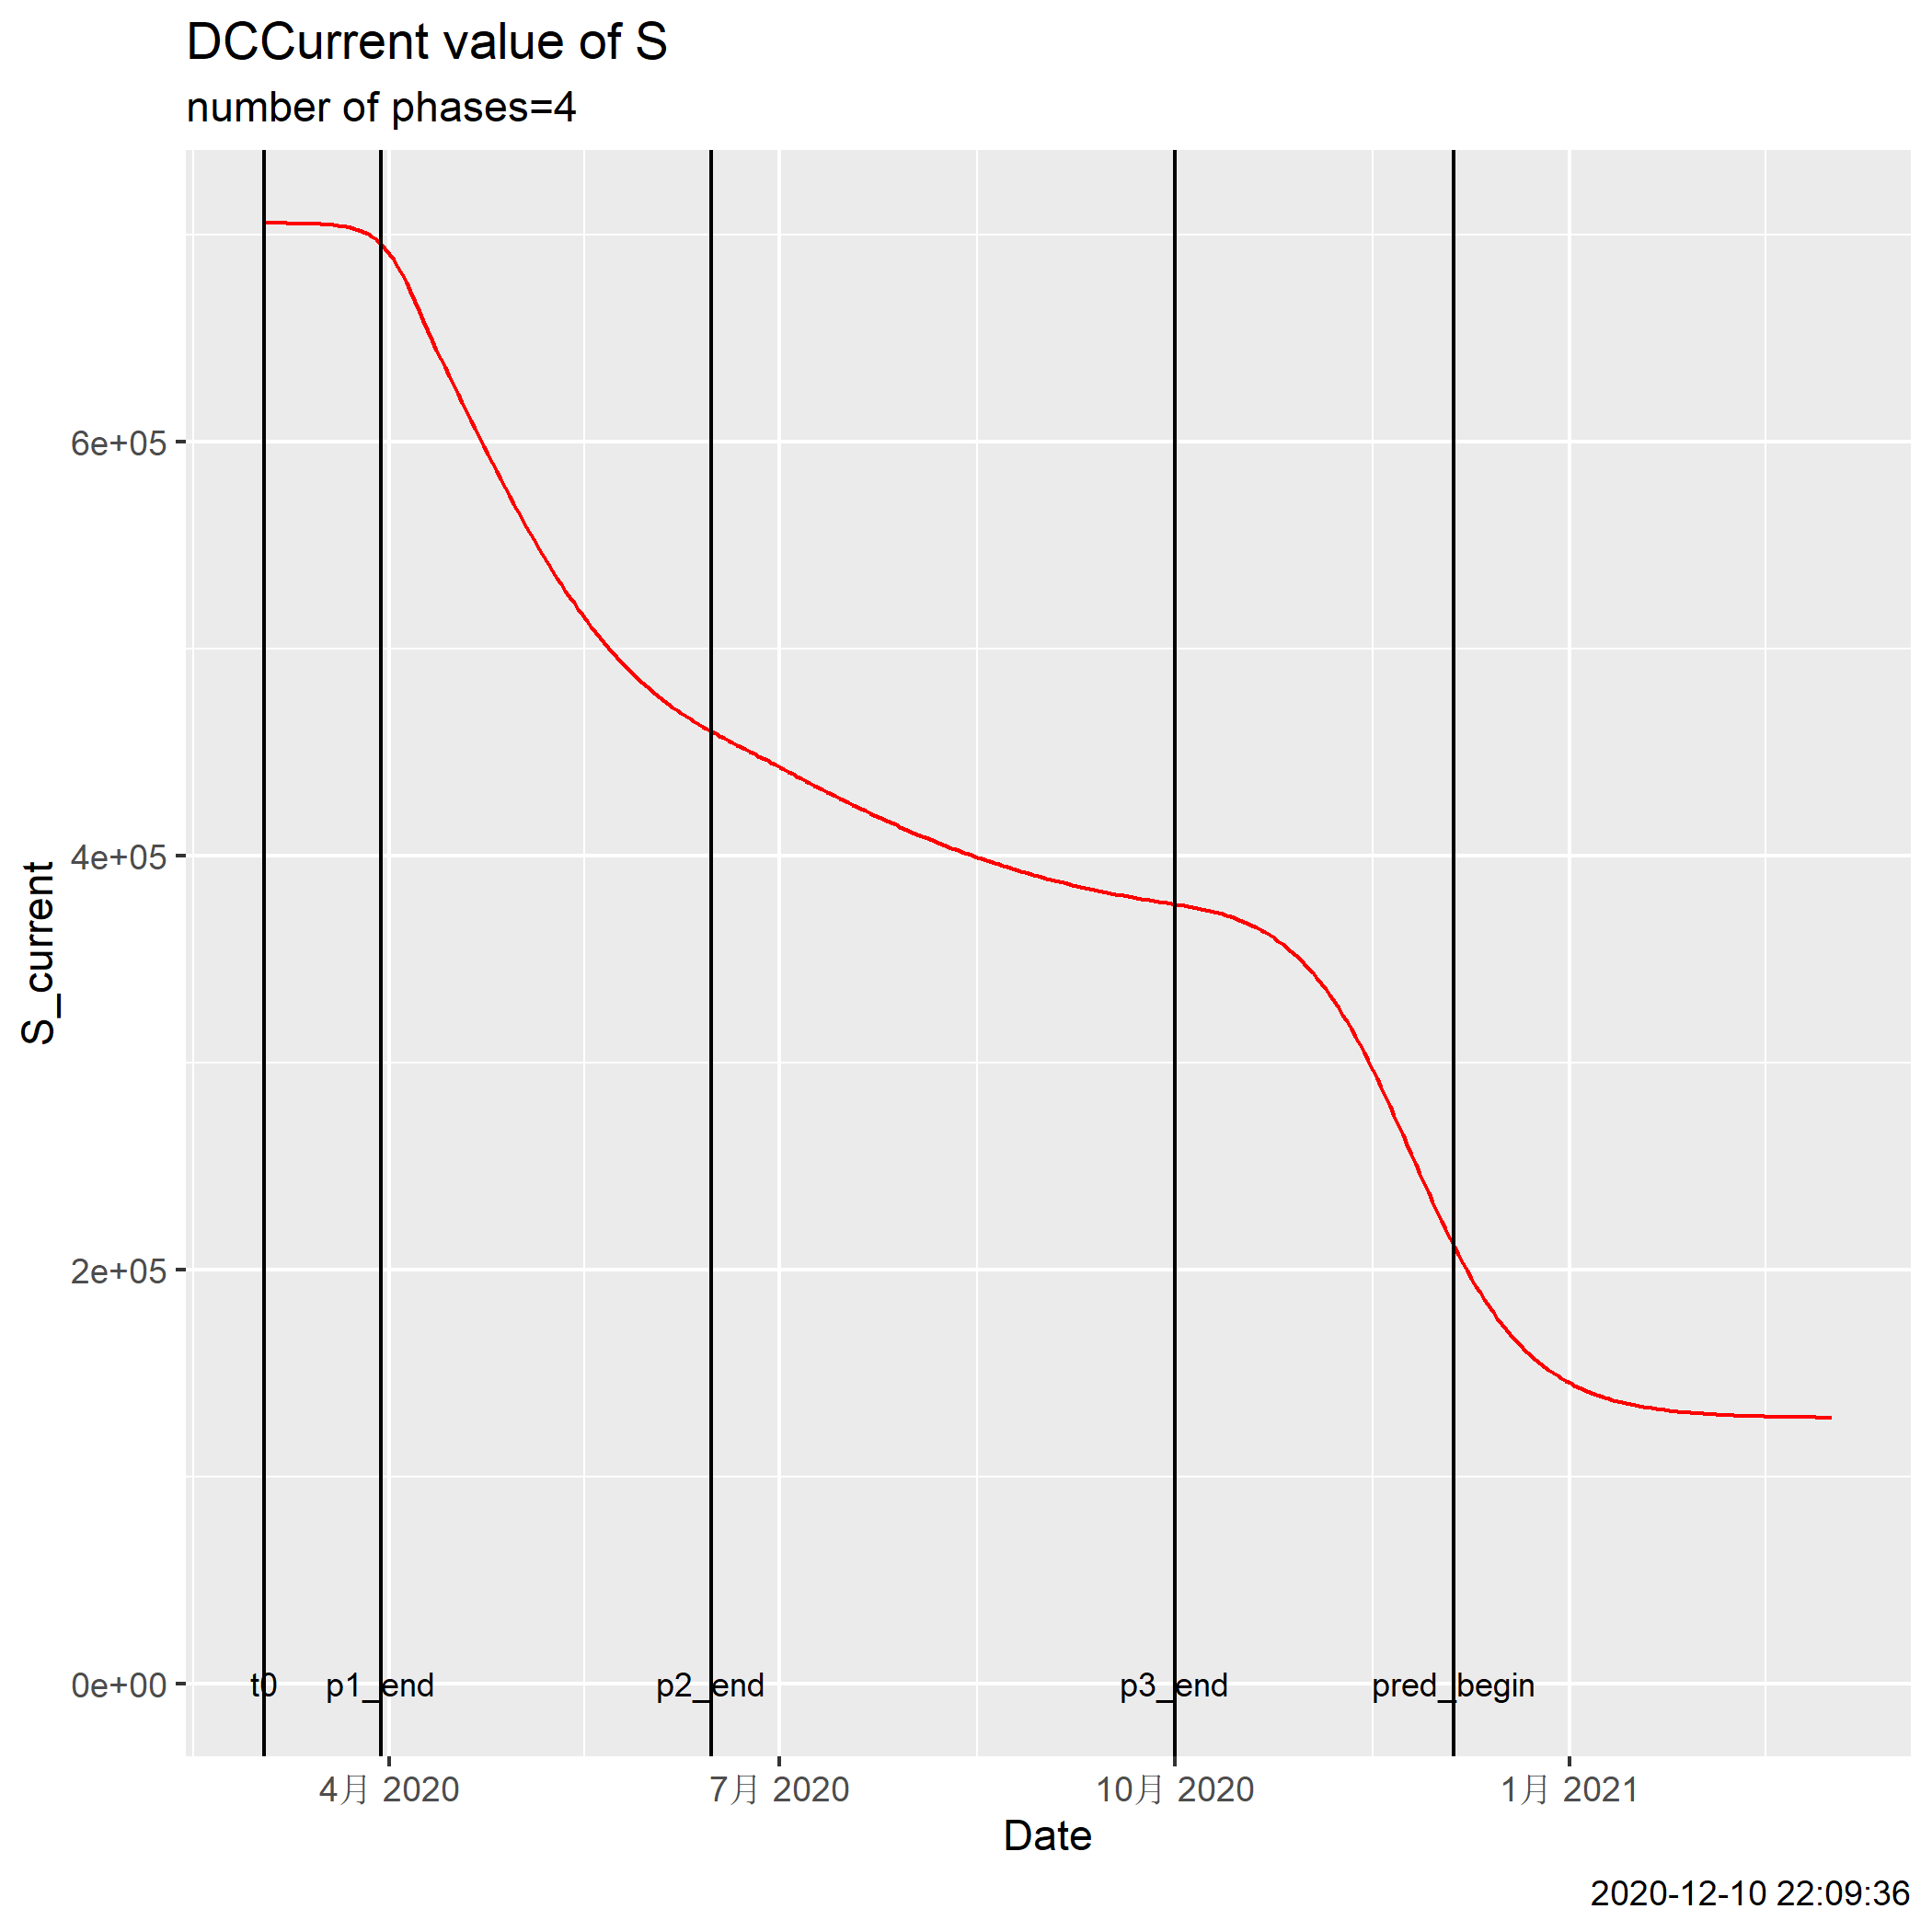 DCCurrent value of S
number of phases=4
S_current
6e+05
4e+05
2e+05
0e+00
t0 p1_end p2_end p3_end pred_begin
4月 2020 7月 2020 10月 2020 1月 2021
Date
2020-12-10 22:09:36